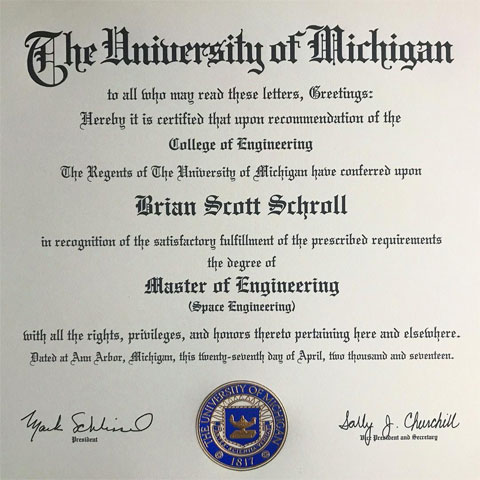 The University of Michigan
to all who may read these letters, Greetings:
Hereby it is certified that upon recommendation of the
College of Engineering
The Regents of The University of Michigan have conferred upon
Brian Scott Schroll
in recognition of the satisfactory fulfillment of the prescribed requirements
the degree of
Master of Engineering
(Space Engineering)
with all the rights, privileges, and honors thereto pertaining here and elsewhere.
Dated at Ann Arbor, Michigan, this twenty-seventh day of April, two thousand and seventeen.
Mark Schlissel
President
THE UNIVERSITY OF MICHIGAN
1817
Sally J. Churchill
Vice President and Secretary